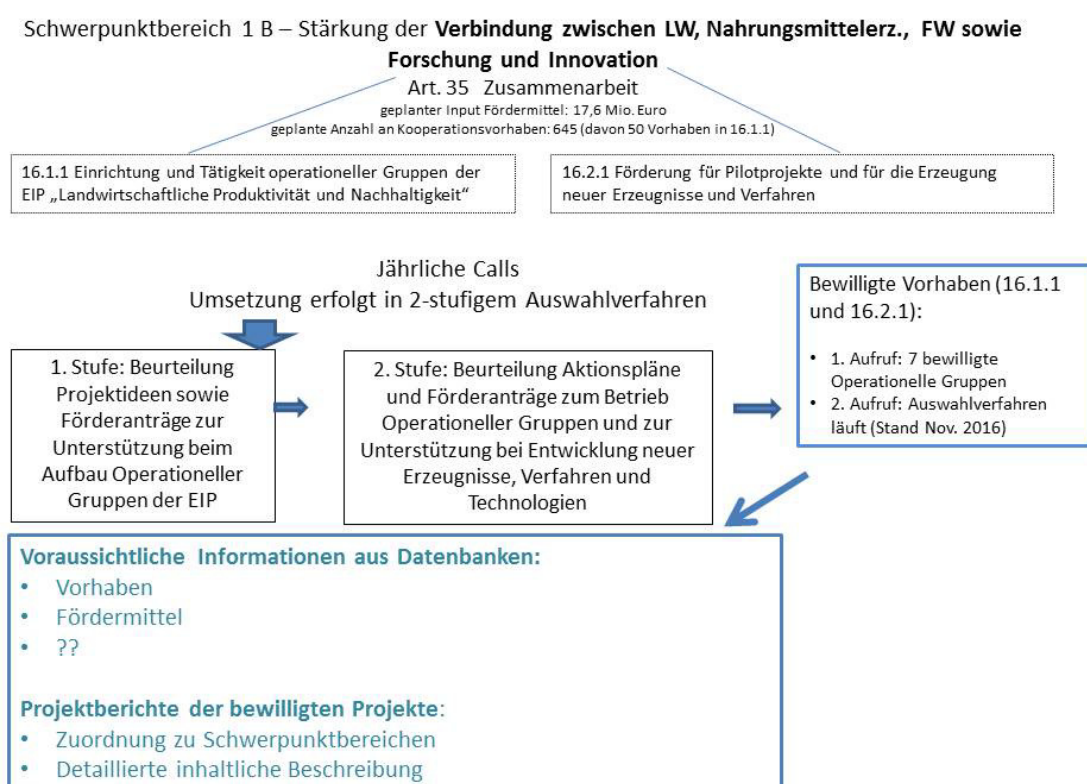 Schwerpunktbereich 1 B – Stärkung der Verbindung zwischen LW, Nahrungsmittelerz., FW sowie
Forschung und Innovation
Art. 35 Zusammenarbeit
geplanter Input Fördermittel: 17,6 Mio. Euro
geplante Anzahl an Kooperationsvorhaben: 645 (davon 50 Vorhaben in 16.1.1)
16.1.1 Einrichtung und Tätigkeit operationeller Gruppen der
EIP „Landwirtschaftliche Produktivität und Nachhaltigkeit“
16.2.1 Förderung für Pilotprojekte und für die Erzeugung
neuer Erzeugnisse und Verfahren
Jährliche Calls
Umsetzung erfolgt in 2-stufigem Auswahlverfahren
1. Stufe: Beurteilung
Projektideen sowie
Förderanträge zur
Unterstützung beim
Aufbau Operationeller
Gruppen der EIP
2. Stufe: Beurteilung Aktionspläne
und Förderanträge zum Betrieb
Operationeller Gruppen und zur
Unterstützung bei Entwicklung neuer
Erzeugnisse, Verfahren und
Technologien
Bewilligte Vorhaben (16.1.1
und 16.2.1):
• 1. Aufruf: 7 bewilligte
Operationelle Gruppen
• 2. Aufruf: Auswahlverfahren
läuft (Stand Nov. 2016)
Voraussichtliche Informationen aus Datenbanken:
• Vorhaben
• Fördermittel
• ??
Projektberichte der bewilligten Projekte:
• Zuordnung zu Schwerpunktbereichen
• Detaillierte inhaltliche Beschreibung